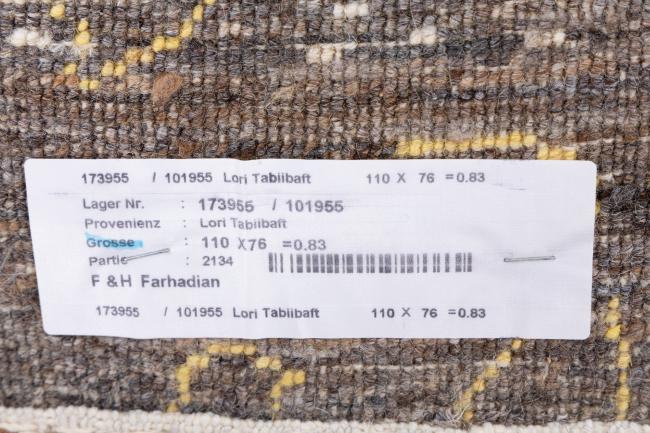 173955 / 101955 Lori Tabiibaft 110 X 76 =0.83
Lager Nr. : 173955 / 101955
Provenienz : Lori Tabiibaft
Grosse : 110 X76 =0.83
Partie : 2134
F &H Farhadian
173955 / 101955 Lori Tabiibaft 110 X 76 =0.83